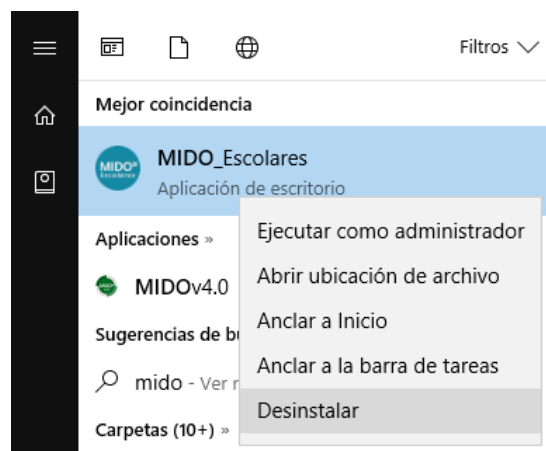 Filtros
Mejor coincidencia
MIDO®
Escolares
MIDO_Escolares
Aplicación de escritorio
Ejecutar como administrador
Aplicaciones »
Abrir ubicación de archivo
MIDOv4.0
Anclar a Inicio
Sugerencias de b
Anclar a la barra de tareas
mido - Ver
Desinstalar
Carpetas (10+) »